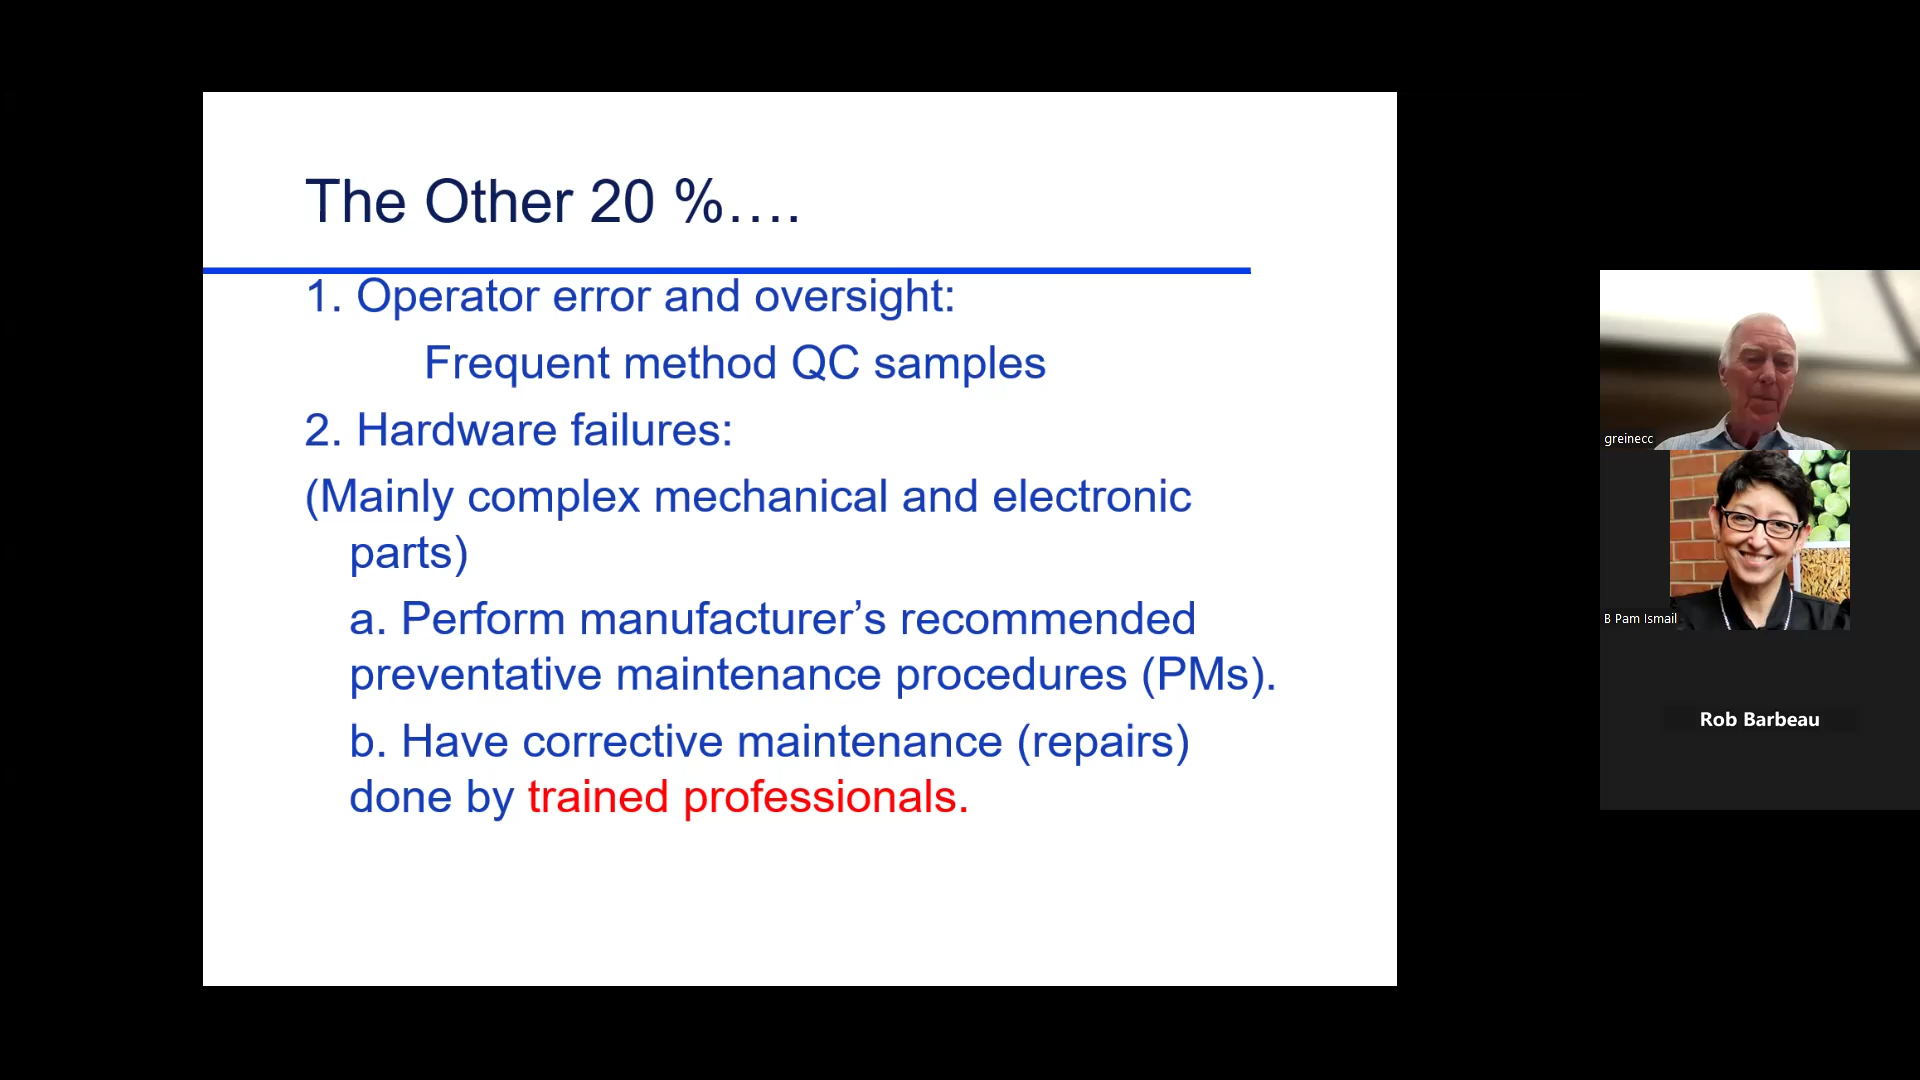 The Other 20 %....
1. Operator error and oversight:
Frequent method QC samples
2. Hardware failures:
(Mainly complex mechanical and electronic
parts)
a. Perform manufacturer’s recommended
preventative maintenance procedures (PMs).
b. Have corrective maintenance (repairs)
done by trained professionals.
greinecc
B Pam Ismail
Rob Barbeau